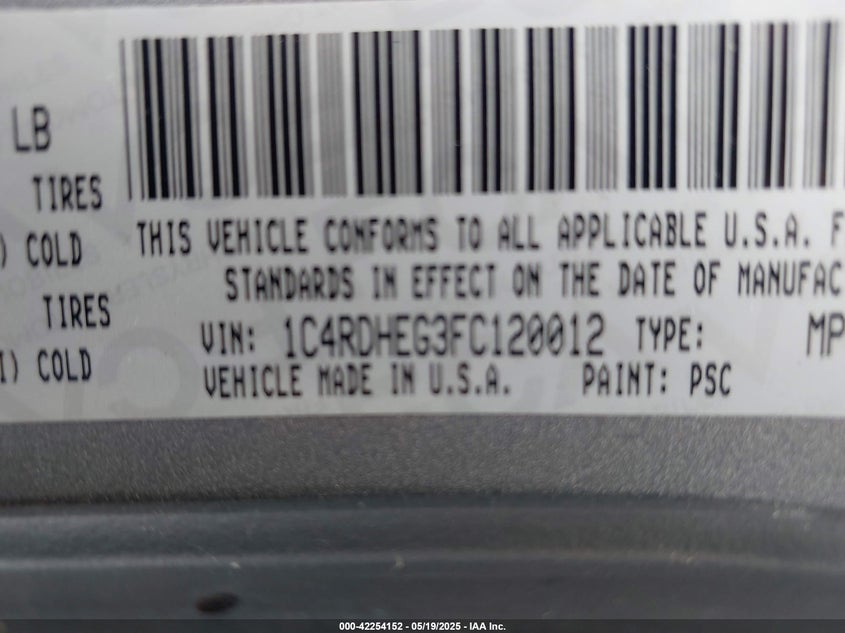 LB
TIRES
) COLD
TIRES
I) COLD
THIS VEHICLE CONFORMS TO ALL APPLICABLE U.S.A. F
STANDARDS IN EFFECT ON THE DATE OF MANUFAC
VIN: 1C4RDHEG3FC120012 TYPE: MP
VEHICLE MADE IN U.S.A. PAINT: PSC
000-42254152 - 05/19/2025 - IAA Inc.